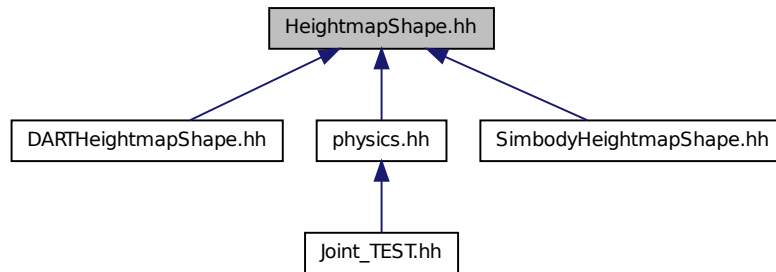 HeightmapShape.hh
DARTHeightmapShape.hh
physics.hh
SimbodyHeightmapShape.hh
Joint_TEST.hh